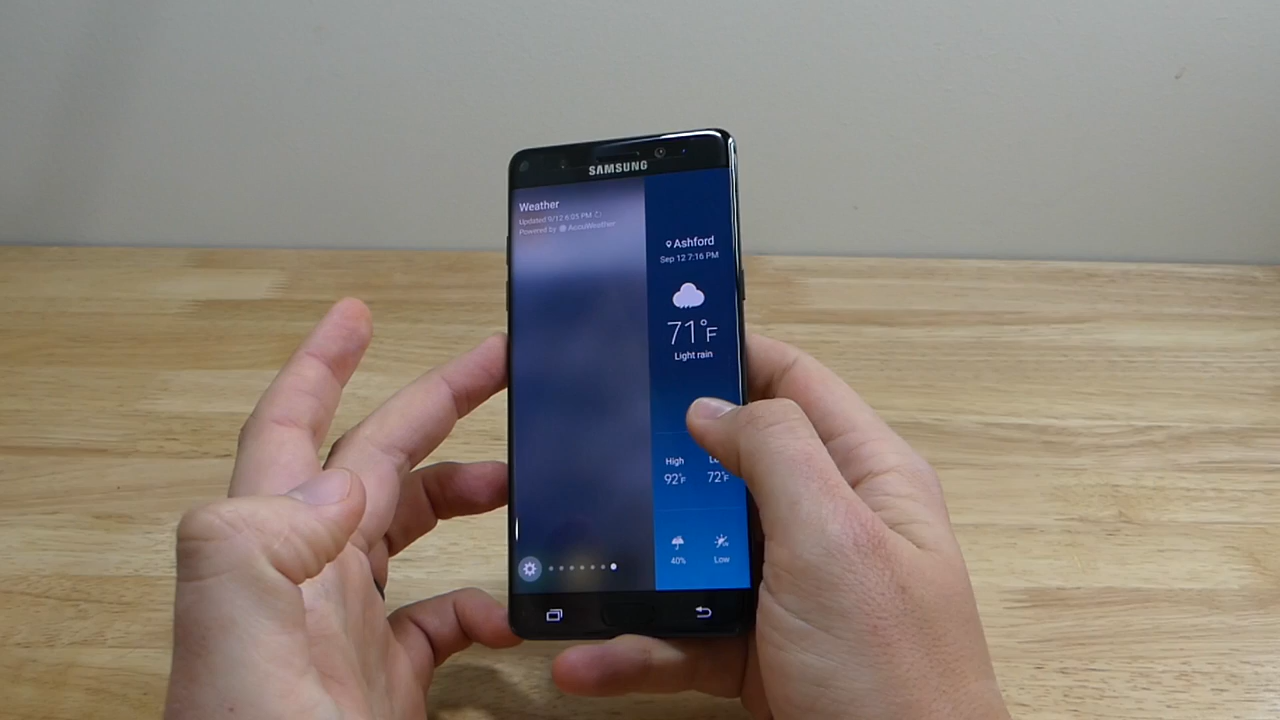 SAMSUNG
Weather
Updated 9/12 6:05 PM
Powered by AccuWeather
Ashford
Sep 12 7:16 PM
71°F
Light rain
High
92°F
72°F
40%
Low